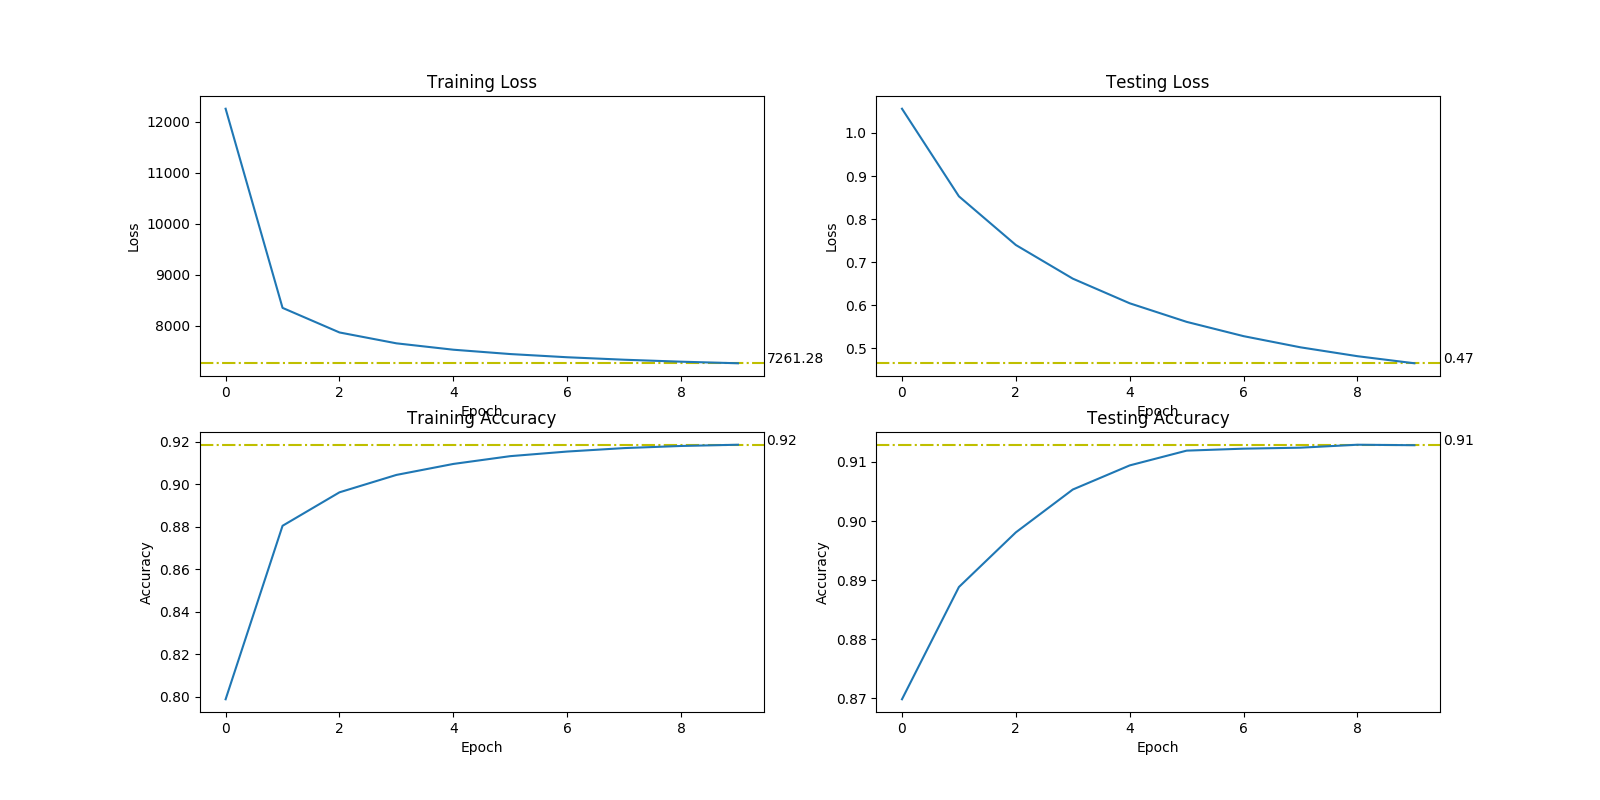 Training Loss
12000
11000
10000
9000
8000
Loss
7261.28
0 2 4 6 8
Epoch
Testing Loss
1.0
0.9
0.8
0.7
0.6
0.5
Loss
0.47
0 2 4 6 8
Epoch
Training Accuracy
0.92
0.90
0.88
0.86
0.84
0.82
0.80
Accuracy
0.92
0 2 4 6 8
Epoch
Testing Accuracy
0.91
0.90
0.89
0.88
0.87
Accuracy
0.91
0 2 4 6 8
Epoch